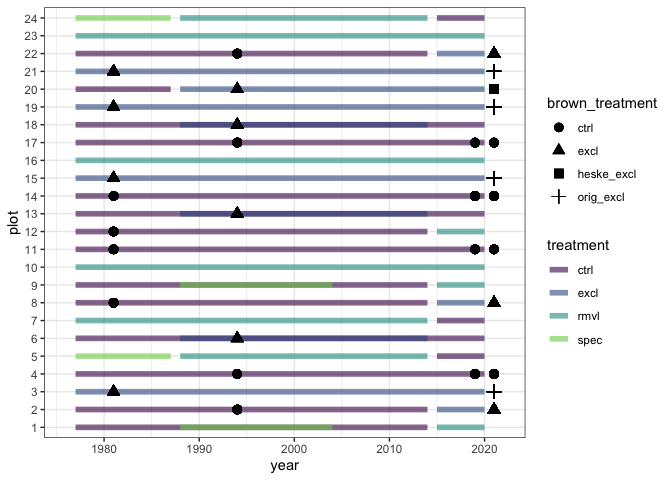 24
23
22
21
20
19
18
17
16
15
14
13
12
11
10
9
8
7
6
5
4
3
2
1
plot
1980 1990 2000 2010 2020
year
brown_treatment
ctrl
excl
heske_excl
orig_excl
treatment
ctrl
excl
rmvl
spec